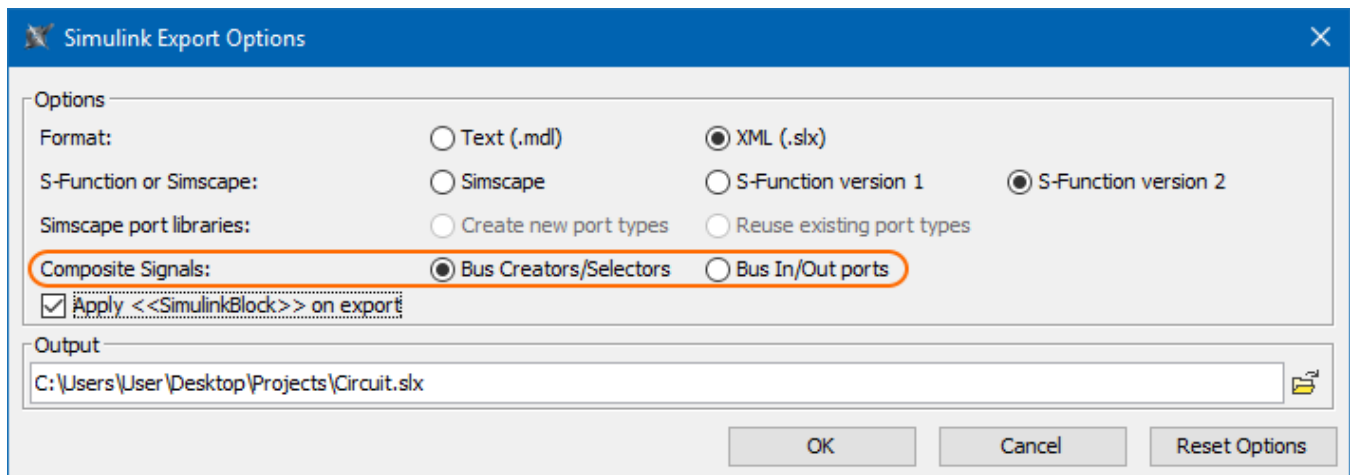 Simulink Export Options
Options
Format: Text (.mdl) XML (.slx)
S-Function or Simscape: Simscape S-Function version 1 S-Function version 2
Simscape port libraries: Create new port types Reuse existing port types
Composite Signals: Bus Creators/Selectors Bus In/Out ports
Apply <<SimulinkBlock>> on export
Output
C:\Users\User\Desktop\Projects\Circuit.slx
OK Cancel Reset Options